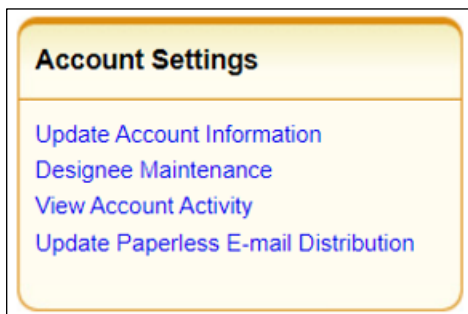 Account Settings
Update Account Information
Designee Maintenance
View Account Activity
Update Paperless E-mail Distribution